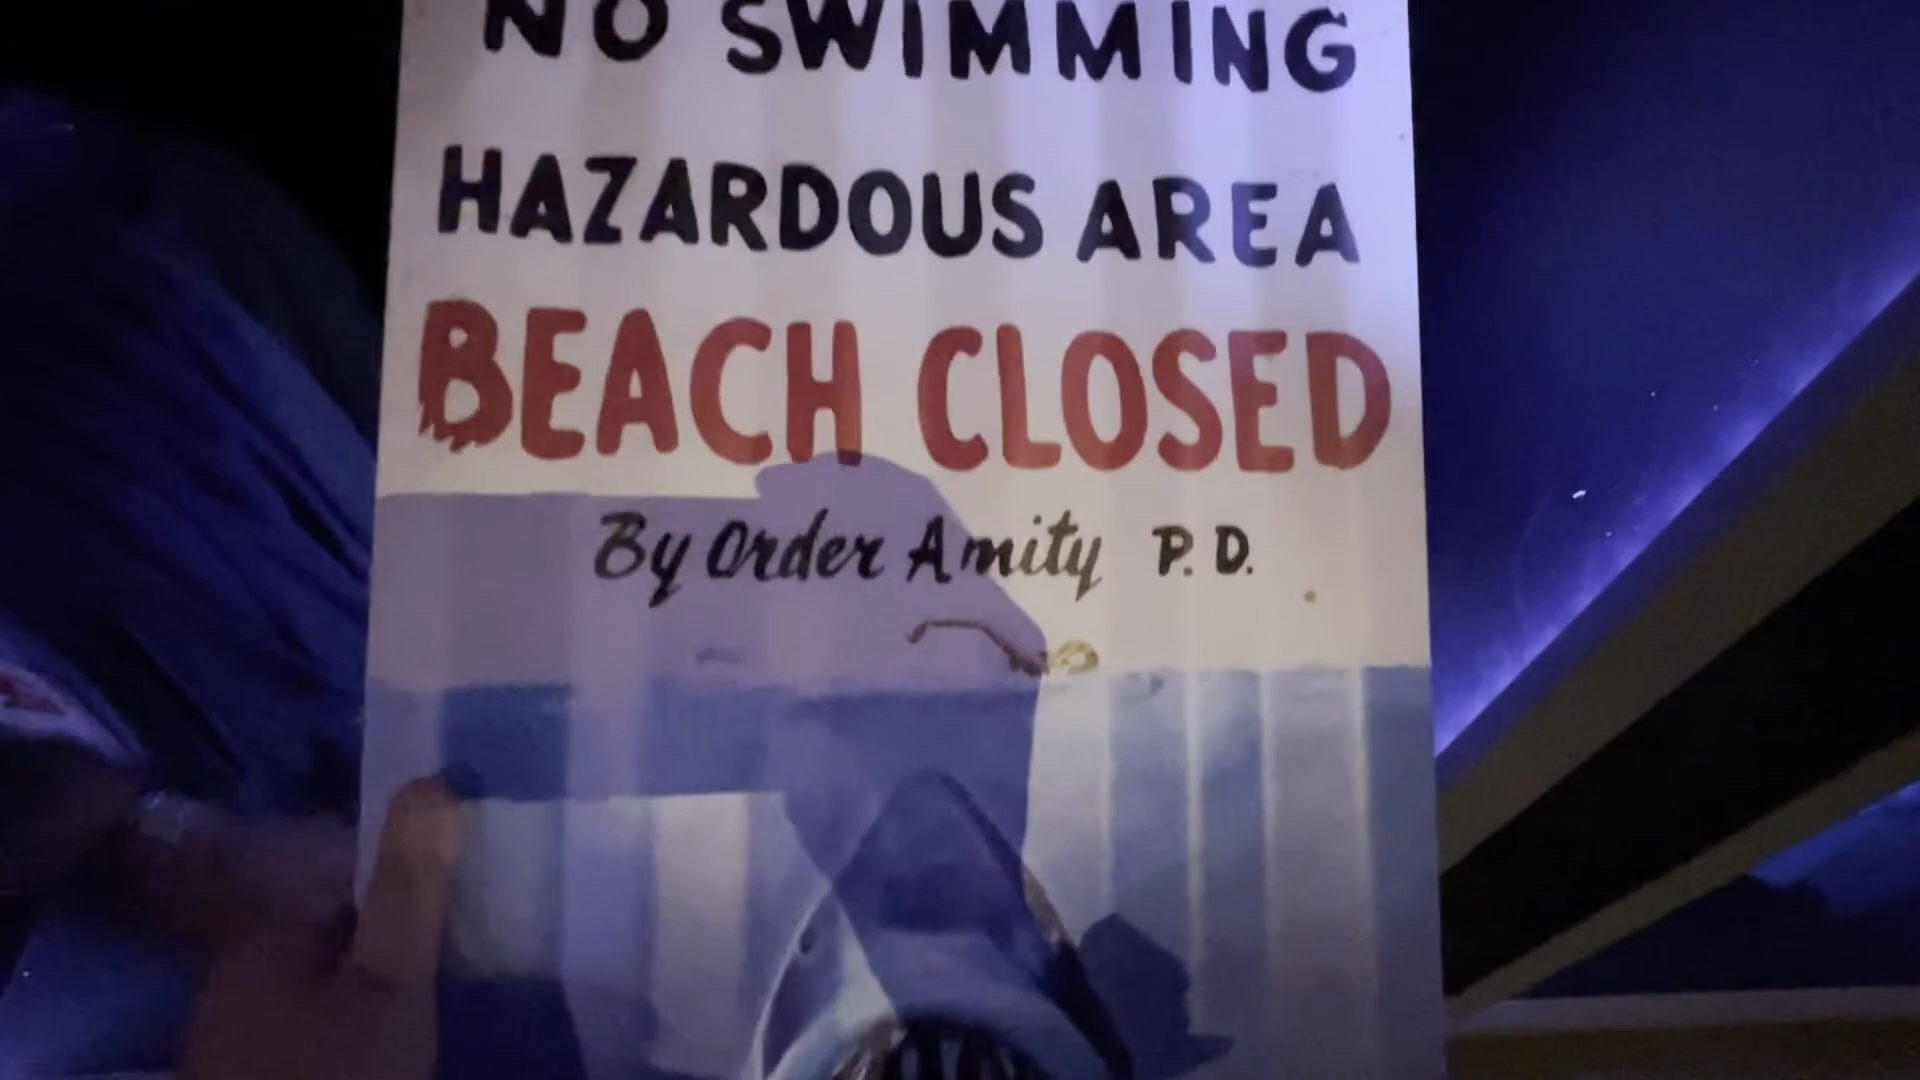 NO SWIMMING
HAZARDOUS AREA
BEACH CLOSED
By Order Amity P.D.